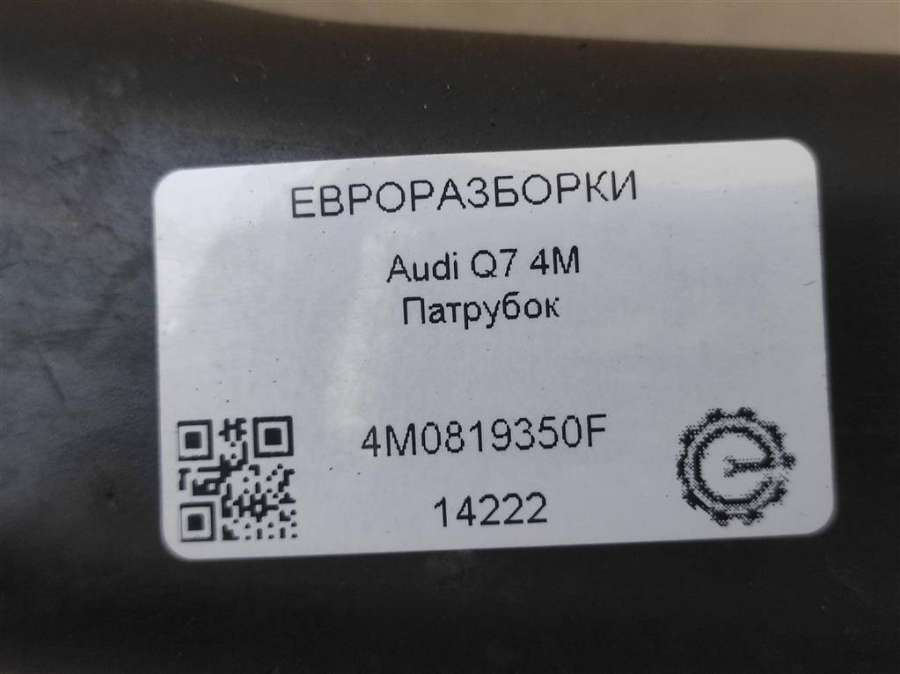 ЕВРОРАЗБОРКИ
Audi Q7 4M
Патрубок
4M0819350F
14222